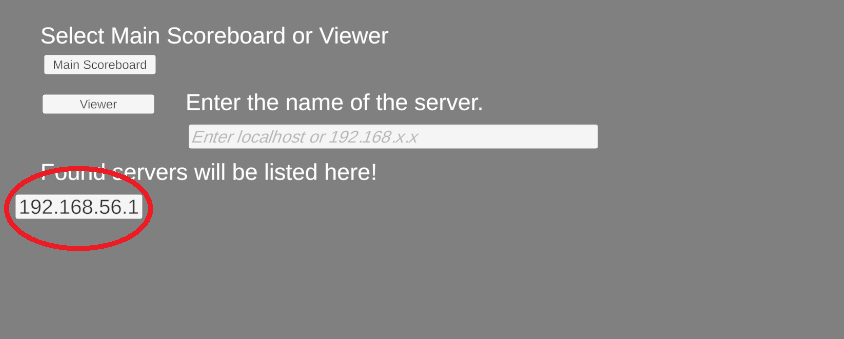 Select Main Scoreboard or Viewer
Main Scoreboard
Viewer
Enter the name of the server.
Enter localhost or 192.168.x.x
Found servers will be listed here!
192.168.56.1